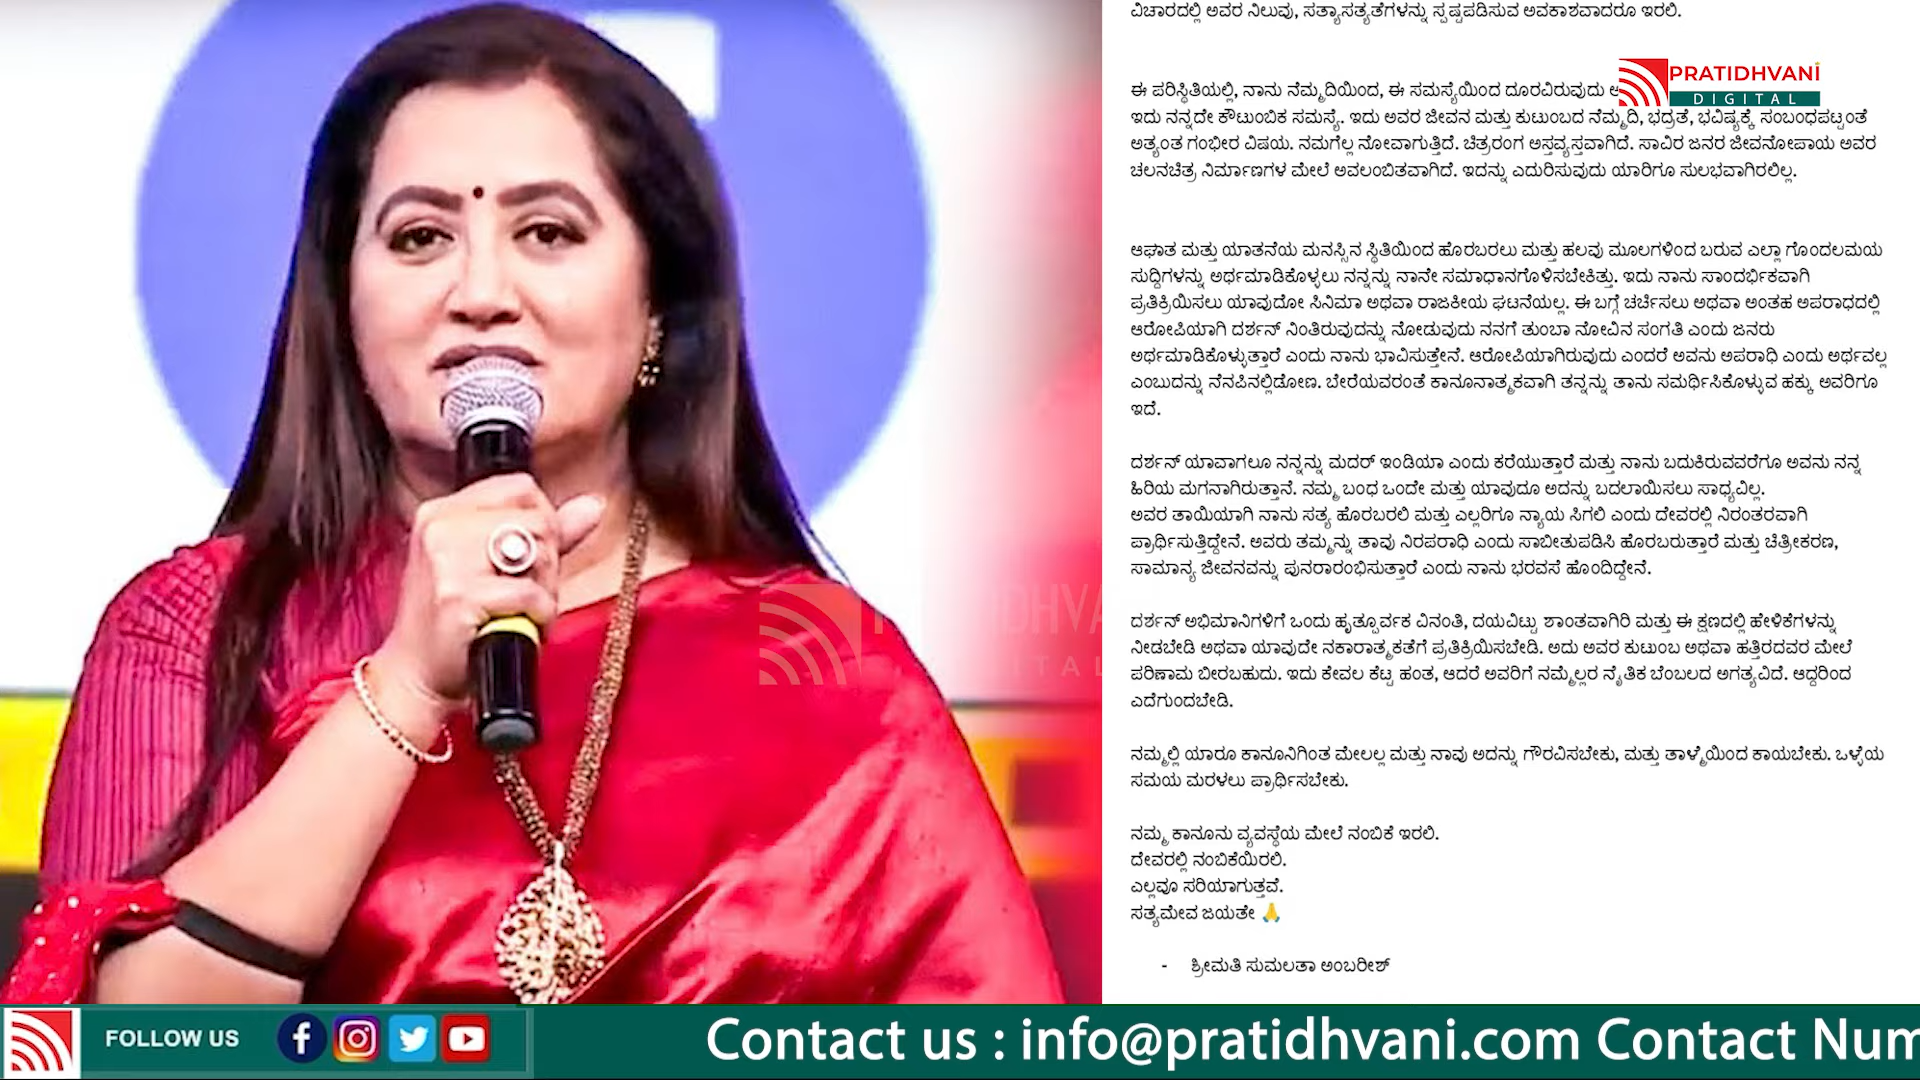 ವಿಚಾರದಲ್ಲಿ ಅವರ ನಿಲುವು, ಸತ್ಯಾಸತ್ಯತೆಗಳನ್ನು ಸ್ಪಷ್ಟಪಡಿಸುವ ಅವಕಾಶವಾದರೂ ಇರಲಿ.
PRATIDHVANI
DIGITAL
ಈ ಪರಿಸ್ಥಿತಿಯಲ್ಲಿ, ನಾನು ನೆಮ್ಮದಿಯಿಂದ, ಈ ಸಮಸ್ಯೆಯಿಂದ ದೂರವಿರುವುದು
ಇದು ನನ್ನದೇ ಕೌಟುಂಬಿಕ ಸಮಸ್ಯೆ. ಇದು ಅವರ ಜೀವನ ಮತ್ತು ಕುಟುಂಬದ ನೆಮ್ಮದಿ, ಭದ್ರತೆ, ಭವಿಷ್ಯಕ್ಕೆ ಸಂಬಂಧಪಟ್ಟಂತೆ
ಅತ್ಯಂತ ಗಂಭೀರ ವಿಷಯ. ನಮಗೆಲ್ಲ ನೋವಾಗುತ್ತಿದೆ. ಚಿತ್ರರಂಗ ಅಸ್ತವ್ಯಸ್ತವಾಗಿದೆ. ಸಾವಿರ ಜನರ ಜೀವನೋಪಾಯ ಅವರ
ಚಲನಚಿತ್ರ ನಿರ್ಮಾಣಗಳ ಮೇಲೆ ಅವಲಂಬಿತವಾಗಿದೆ. ಇದನ್ನು ಎದುರಿಸುವುದು ಯಾರಿಗೂ ಸುಲಭವಾಗಿರಲಿಲ್ಲ.
ಆಘಾತ ಮತ್ತು ಯಾತನೆಯ ಮನಸ್ಸಿನ ಸ್ಥಿತಿಯಿಂದ ಹೊರಬರಲು ಮತ್ತು ಹಲವು ಮೂಲಗಳಿಂದ ಬರುವ ಎಲ್ಲಾ ಗೊಂದಲಮಯ
ಸುದ್ದಿಗಳನ್ನು ಅರ್ಥಮಾಡಿಕೊಳ್ಳಲು ನನ್ನನ್ನು ನಾನೇ ಸಮಾಧಾನಗೊಳಿಸಬೇಕಿತ್ತು. ಇದು ನಾನು ಸಾಂದರ್ಭಿಕವಾಗಿ
ಪ್ರತಿಕ್ರಿಯಿಸಲು ಯಾವುದೋ ಸಿನಿಮಾ ಅಥವಾ ರಾಜಕೀಯ ಘಟನೆಯಲ್ಲ. ಈ ಬಗ್ಗೆ ಚರ್ಚಿಸಲು ಅಥವಾ ಅಂತಹ ಅಪರಾಧದಲ್ಲಿ
ಆರೋಪಿಯಾಗಿ ದರ್ಶನ್ ನಿಂತಿರುವುದನ್ನು ನೋಡುವುದು ನನಗೆ ತುಂಬಾ ನೋವಿನ ಸಂಗತಿ ಎಂದು ಜನರು
ಅರ್ಥಮಾಡಿಕೊಳ್ಳುತ್ತಾರೆ ಎಂದು ನಾನು ಭಾವಿಸುತ್ತೇನೆ. ಆರೋಪಿಯಾಗಿರುವುದು ಎಂದರೆ ಅವನು ಅಪರಾಧಿ ಎಂದು ಅರ್ಥವಲ್ಲ
ಎಂಬುದನ್ನು ನೆನಪಿನಲ್ಲಿಡೋಣ. ಬೇರೆಯವರಂತೆ ಕಾನೂನಾತ್ಮಕವಾಗಿ ತನ್ನನ್ನು ತಾನು ಸಮರ್ಥಿಸಿಕೊಳ್ಳುವ ಹಕ್ಕು ಅವರಿಗೂ
ಇದೆ.
ದರ್ಶನ್ ಯಾವಾಗಲೂ ನನ್ನನ್ನು ಮದರ್ ಇಂಡಿಯಾ ಎಂದು ಕರೆಯುತ್ತಾರೆ ಮತ್ತು ನಾನು ಬದುಕಿರುವವರೆಗೂ ಅವನು ನನ್ನ
ಹಿರಿಯ ಮಗನಾಗಿರುತ್ತಾನೆ. ನಮ್ಮ ಬಂಧ ಒಂದೇ ಮತ್ತು ಯಾವುದೂ ಅದನ್ನು ಬದಲಾಯಿಸಲು ಸಾಧ್ಯವಿಲ್ಲ.
ಅವರ ತಾಯಿಯಾಗಿ ನಾನು ಸತ್ಯ ಹೊರಬರಲಿ ಮತ್ತು ಎಲ್ಲರಿಗೂ ನ್ಯಾಯ ಸಿಗಲಿ ಎಂದು ದೇವರಲ್ಲಿ ನಿರಂತರವಾಗಿ
ಪ್ರಾರ್ಥಿಸುತ್ತಿದ್ದೇನೆ. ಅವರು ತಮ್ಮನ್ನು ತಾವು ನಿರಪರಾಧಿ ಎಂದು ಸಾಬೀತುಪಡಿಸಿ ಹೊರಬರುತ್ತಾರೆ ಮತ್ತು ಚಿತ್ರೀಕರಣ,
ಸಾಮಾನ್ಯ ಜೀವನವನ್ನು ಪುನರಾರಂಭಿಸುತ್ತಾರೆ ಎಂದು ನಾನು ಭರವಸೆ ಹೊಂದಿದ್ದೇನೆ.
ದರ್ಶನ್ ಅಭಿಮಾನಿಗಳಿಗೆ ಒಂದು ಹೃತ್ಪೂರ್ವಕ ವಿನಂತಿ, ದಯವಿಟ್ಟು ಶಾಂತವಾಗಿರಿ ಮತ್ತು ಈ ಕ್ಷಣದಲ್ಲಿ ಹೇಳಿಕೆಗಳನ್ನು
ನೀಡಬೇಡಿ ಅಥವಾ ಯಾವುದೇ ನಕಾರಾತ್ಮಕತೆಗೆ ಪ್ರತಿಕ್ರಿಯಿಸಬೇಡಿ. ಅದು ಅವರ ಕುಟುಂಬ ಅಥವಾ ಹತ್ತಿರದವರ ಮೇಲೆ
ಪರಿಣಾಮ ಬೀರಬಹುದು. ಇದು ಕೇವಲ ಕೆಟ್ಟ ಹಂತ, ಆದರೆ ಅವರಿಗೆ ನಮ್ಮೆಲ್ಲರ ನೈತಿಕ ಬೆಂಬಲದ ಅಗತ್ಯವಿದೆ. ಆದ್ದರಿಂದ
ಎದೆಗುಂದಬೇಡಿ.
ನಮ್ಮಲ್ಲಿ ಯಾರೂ ಕಾನೂನಿಗಿಂತ ಮೇಲಲ್ಲ ಮತ್ತು ನಾವು ಅದನ್ನು ಗೌರವಿಸಬೇಕು, ಮತ್ತು ತಾಳ್ಮೆಯಿಂದ ಕಾಯಬೇಕು. ಒಳ್ಳೆಯ
ಸಮಯ ಮರಳಲು ಪ್ರಾರ್ಥಿಸಬೇಕು.
ನಮ್ಮ ಕಾನೂನು ವ್ಯವಸ್ಥೆಯ ಮೇಲೆ ನಂಬಿಕೆ ಇರಲಿ.
ದೇವರಲ್ಲಿ ನಂಬಿಕೆಯಿರಲಿ.
ಎಲ್ಲವೂ ಸರಿಯಾಗುತ್ತವೆ.
ಸತ್ಯಮೇವ ಜಯತೇ 🙏
- ಶ್ರೀಮತಿ ಸುಮಲತಾ ಅಂಬರೀಶ್
FOLLOW US
Contact us : info@pratidhvani.com Contact Num